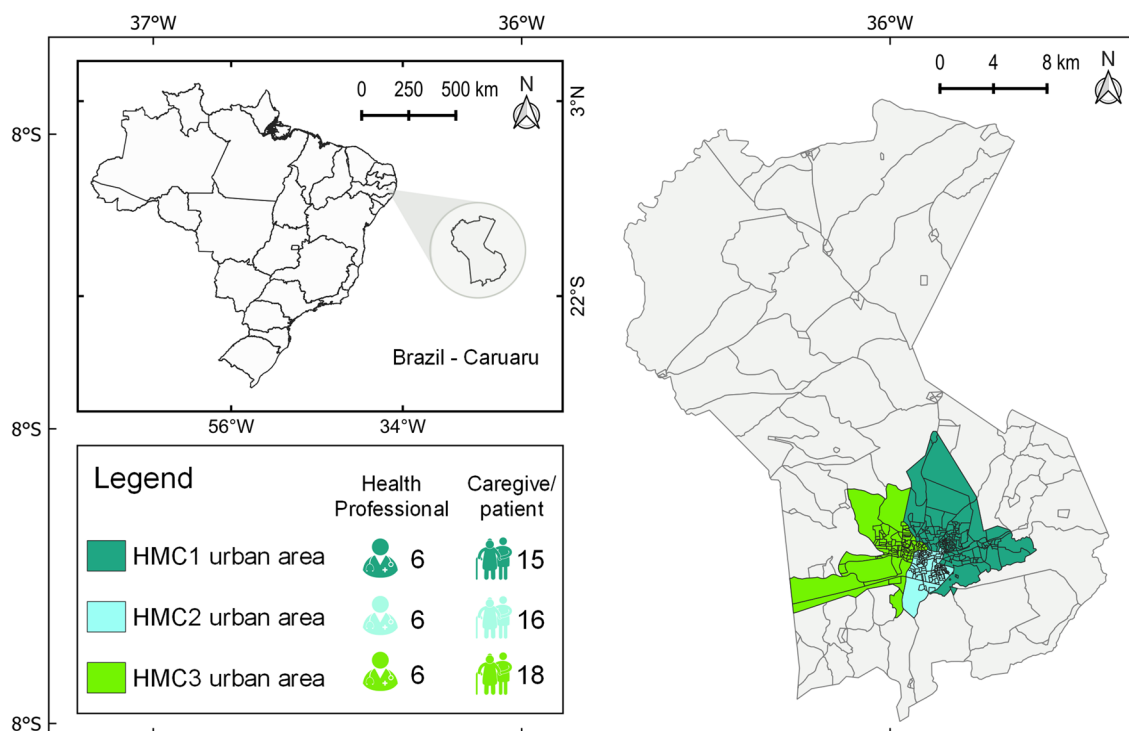 37°W
36°W
36°W
8°S
8°S
8°S
0 250 500 km
N
3°N
22°S
56°W
34°W
Brazil - Caruaru
0 4 8 km
N
Legend
Health
Professional
Caregive/
patient
HMC1 urban area 6 15
HMC2 urban area 6 16
HMC3 urban area 6 18